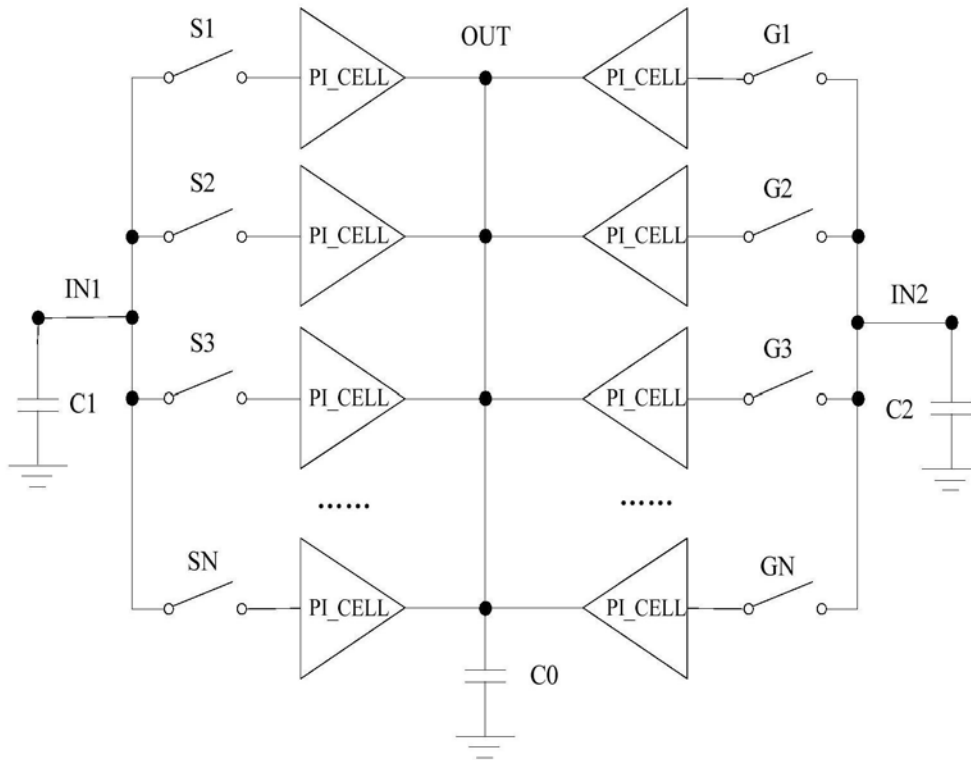 S1
PI_CELL
OUT
PI_CELL
G1
S2
PI_CELL
PI_CELL
G2
IN1
IN2
S3
PI_CELL
PI_CELL
G3
C1
C2
......
......
SN
PI_CELL
PI_CELL
GN
C0